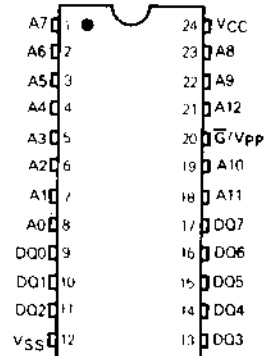 A7 1 24 VCC
A6 2 23 A8
A5 3 22 A9
A4 4 21 A12
A3 5 20 G̅/Vpp
A2 6 19 A10
A1 7 18 A11
A0 8 17 DQ7
DQ0 9 16 DQ6
DQ1 10 15 DQ5
DQ2 11 14 DQ4
VSS 12 13 DQ3